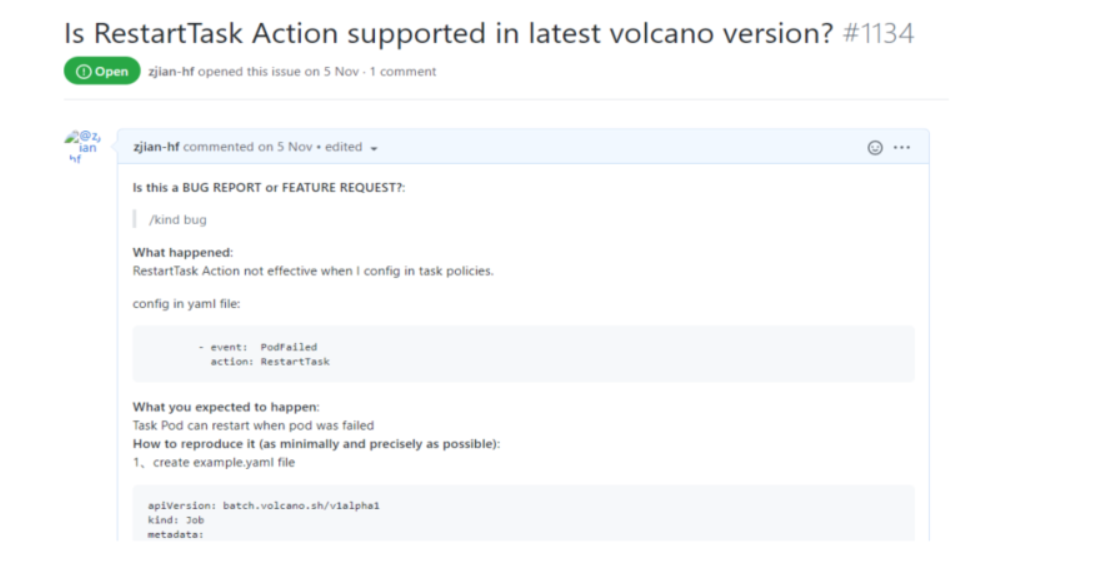 Is RestartTask Action supported in latest volcano version? #1134
Open zjian-hf opened this issue on 5 Nov · 1 comment
@zj
ian
hf
zjian-hf commented on 5 Nov • edited
Is this a BUG REPORT or FEATURE REQUEST?:
/kind bug
What happened:
RestartTask Action not effective when I config in task policies.
config in yaml file:
- event:  PodFailed
action: RestartTask
What you expected to happen:
Task Pod can restart when pod was failed
How to reproduce it (as minimally and precisely as possible):
1、create example.yaml file
apiVersion: batch.volcano.sh/v1alpha1
kind: Job
metadata: